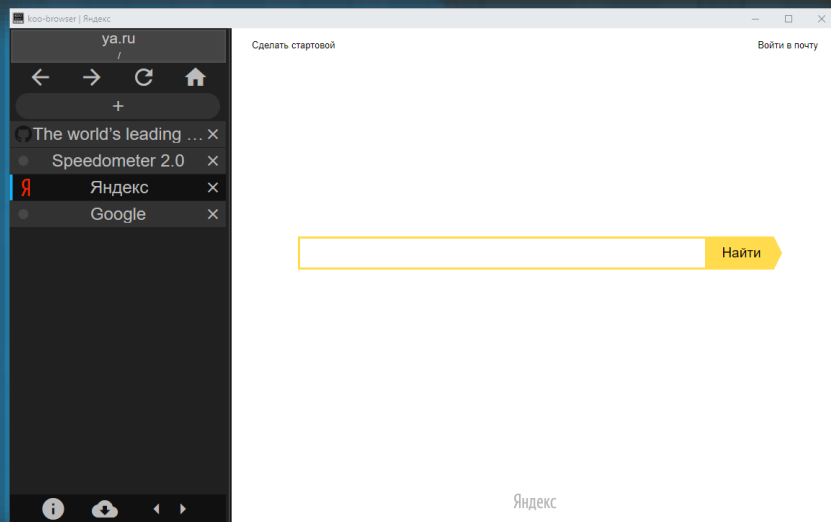 koo-browser | Яндекс
ya.ru
/
+
The world's leading ...
Speedometer 2.0
Я Яндекс
Google
Сделать стартовой
Войти в почту
Найти
Яндекс